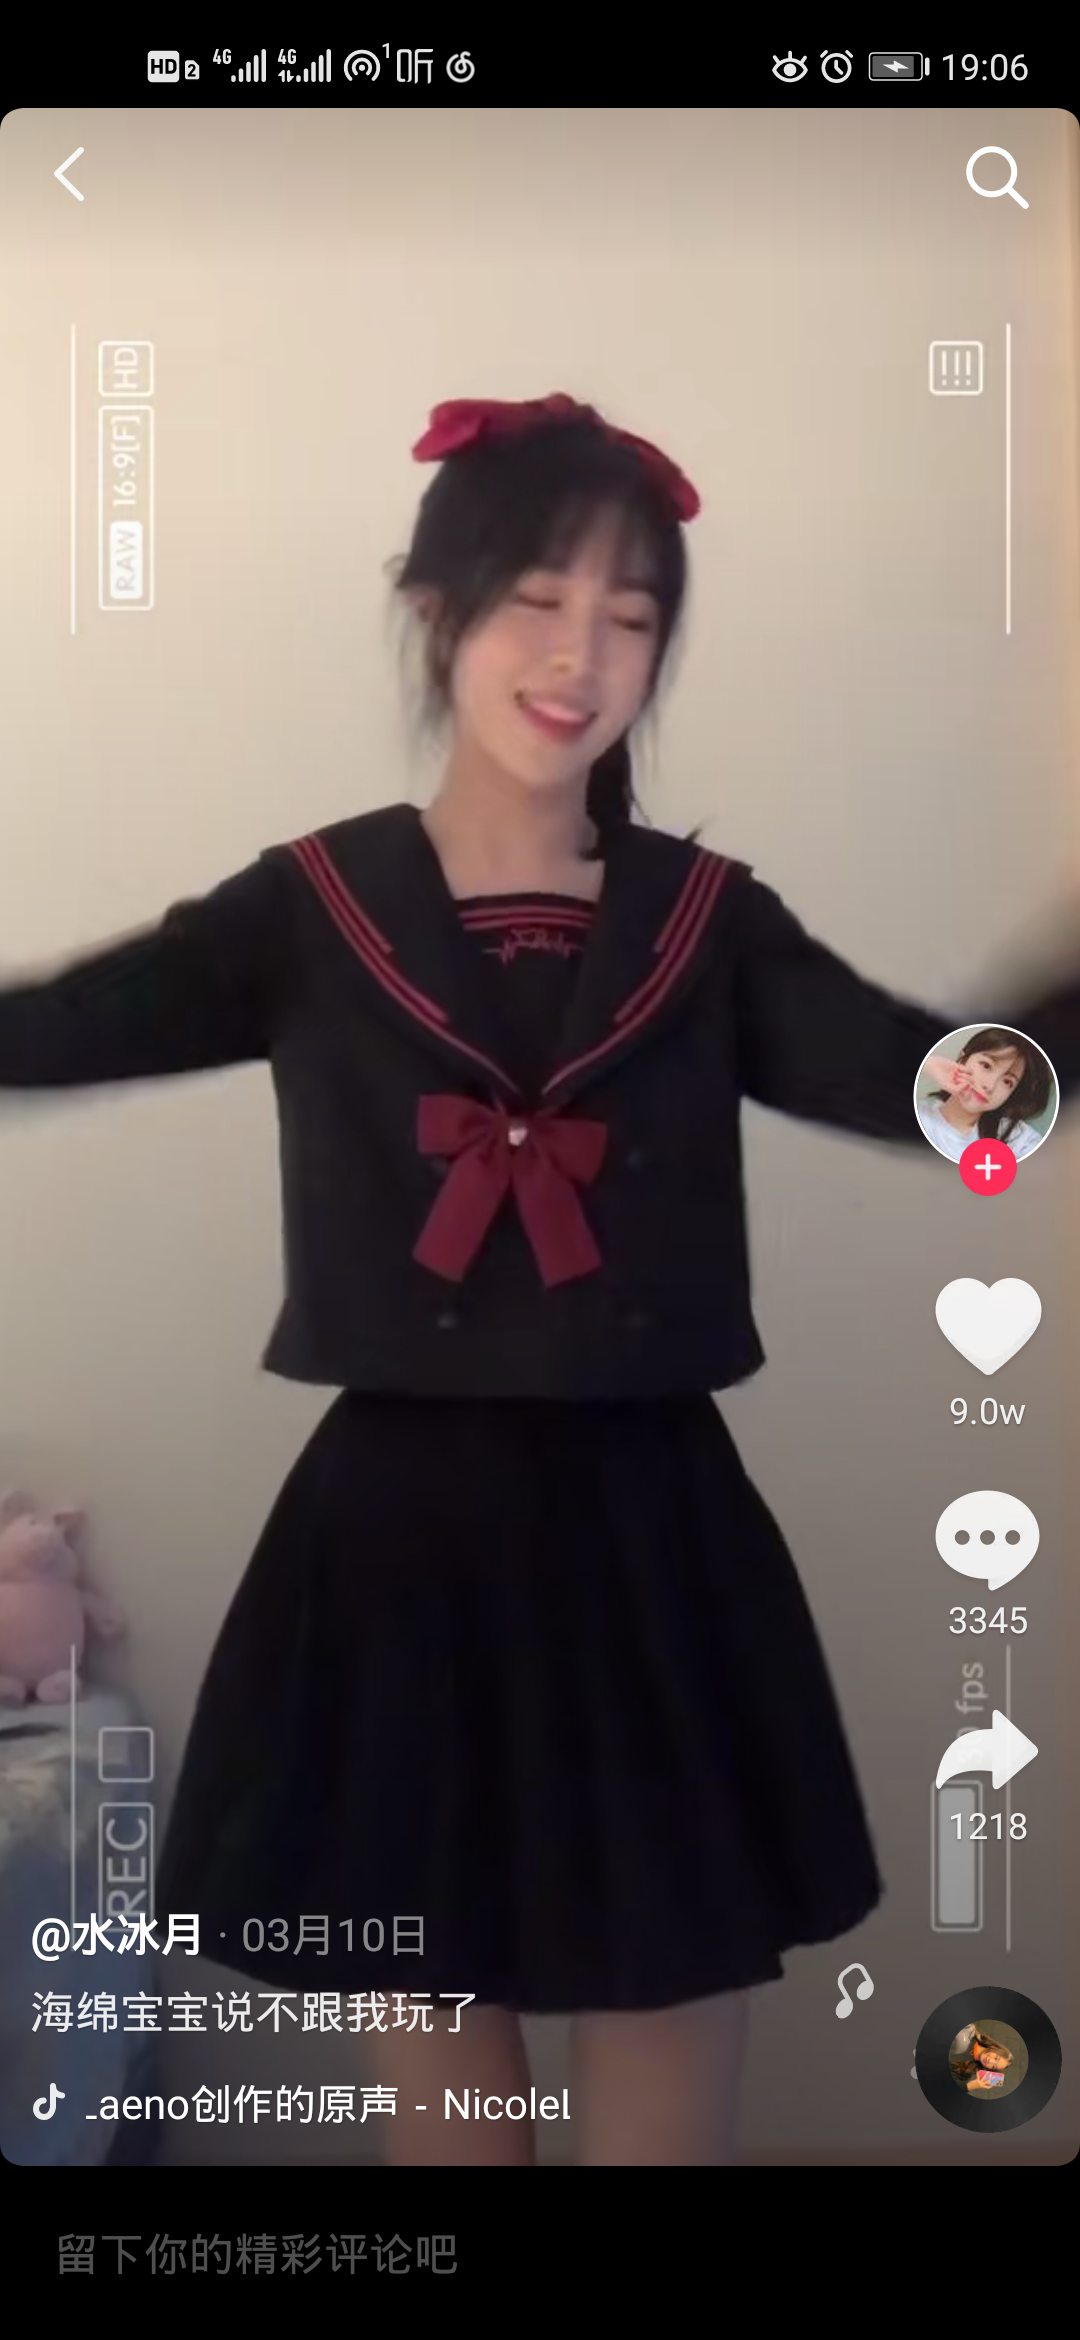 HD 2 4G 4G 1 听 19:06
HD
RAW 16:9[F]
!!!
9.0w
3345
fps
1218
REC
@水冰月 · 03月10日
海绵宝宝说不跟我玩了
aeno创作的原声 - Nicole
留下你的精彩评论吧